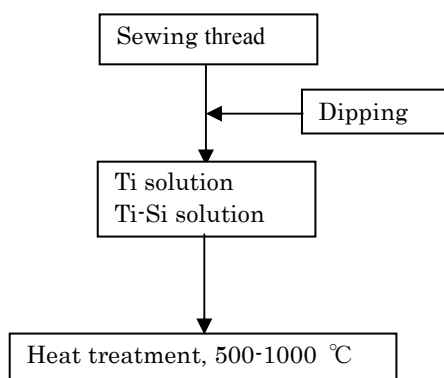 Sewing thread
Dipping
Ti solution
Ti-Si solution
Heat treatment, 500-1000 ℃